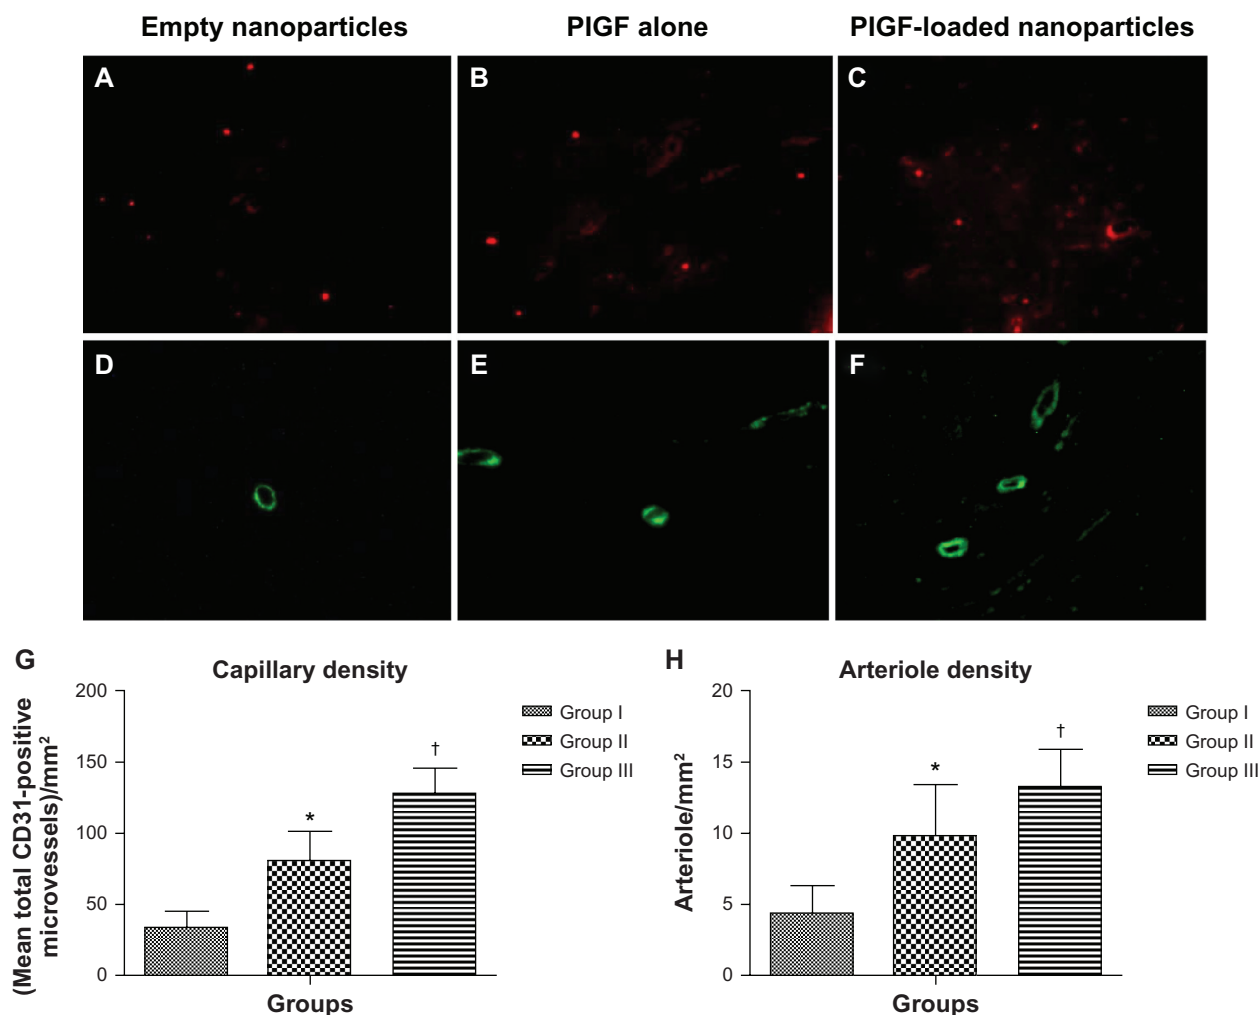 Empty nanoparticles
PIGF alone
PIGF-loaded nanoparticles
A
B
C
D
E
F
G
Capillary density
(Mean total CD31-positive
microvessels)/mm²
200
150
100
50
0
*
†
Groups
Group I
Group II
Group III
H
Arteriole density
Arteriole/mm²
20
15
10
5
0
*
†
Groups
Group I
Group II
Group III